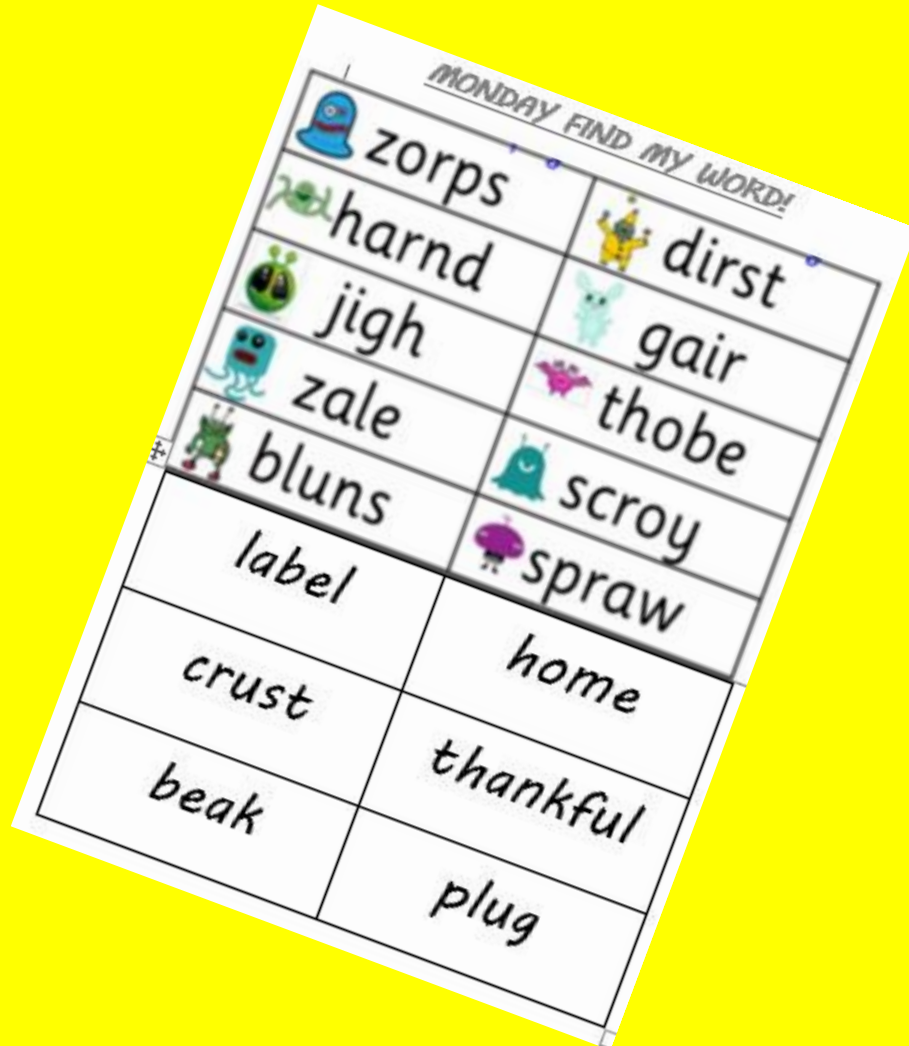 MONDAY FIND MY WORD!
zorps dirst
harnd gair
jigh thobe
zale scroy
bluns spraw
label home
crust thankful
beak plug